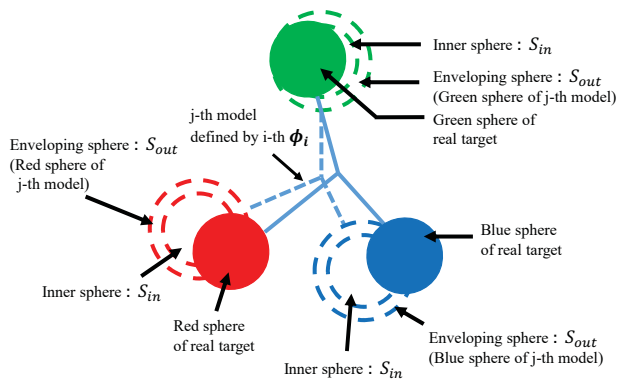 Inner sphere : S_in
Enveloping sphere : S_out
(Green sphere of j-th model)
Green sphere of
real target
j-th model
defined by i-th ϕ_i
Enveloping sphere : S_out
(Red sphere of
j-th model)
Blue sphere
of real target
Inner sphere : S_in
Red sphere
of real target
Enveloping sphere : S_out
(Blue sphere of j-th model)
Inner sphere : S_in